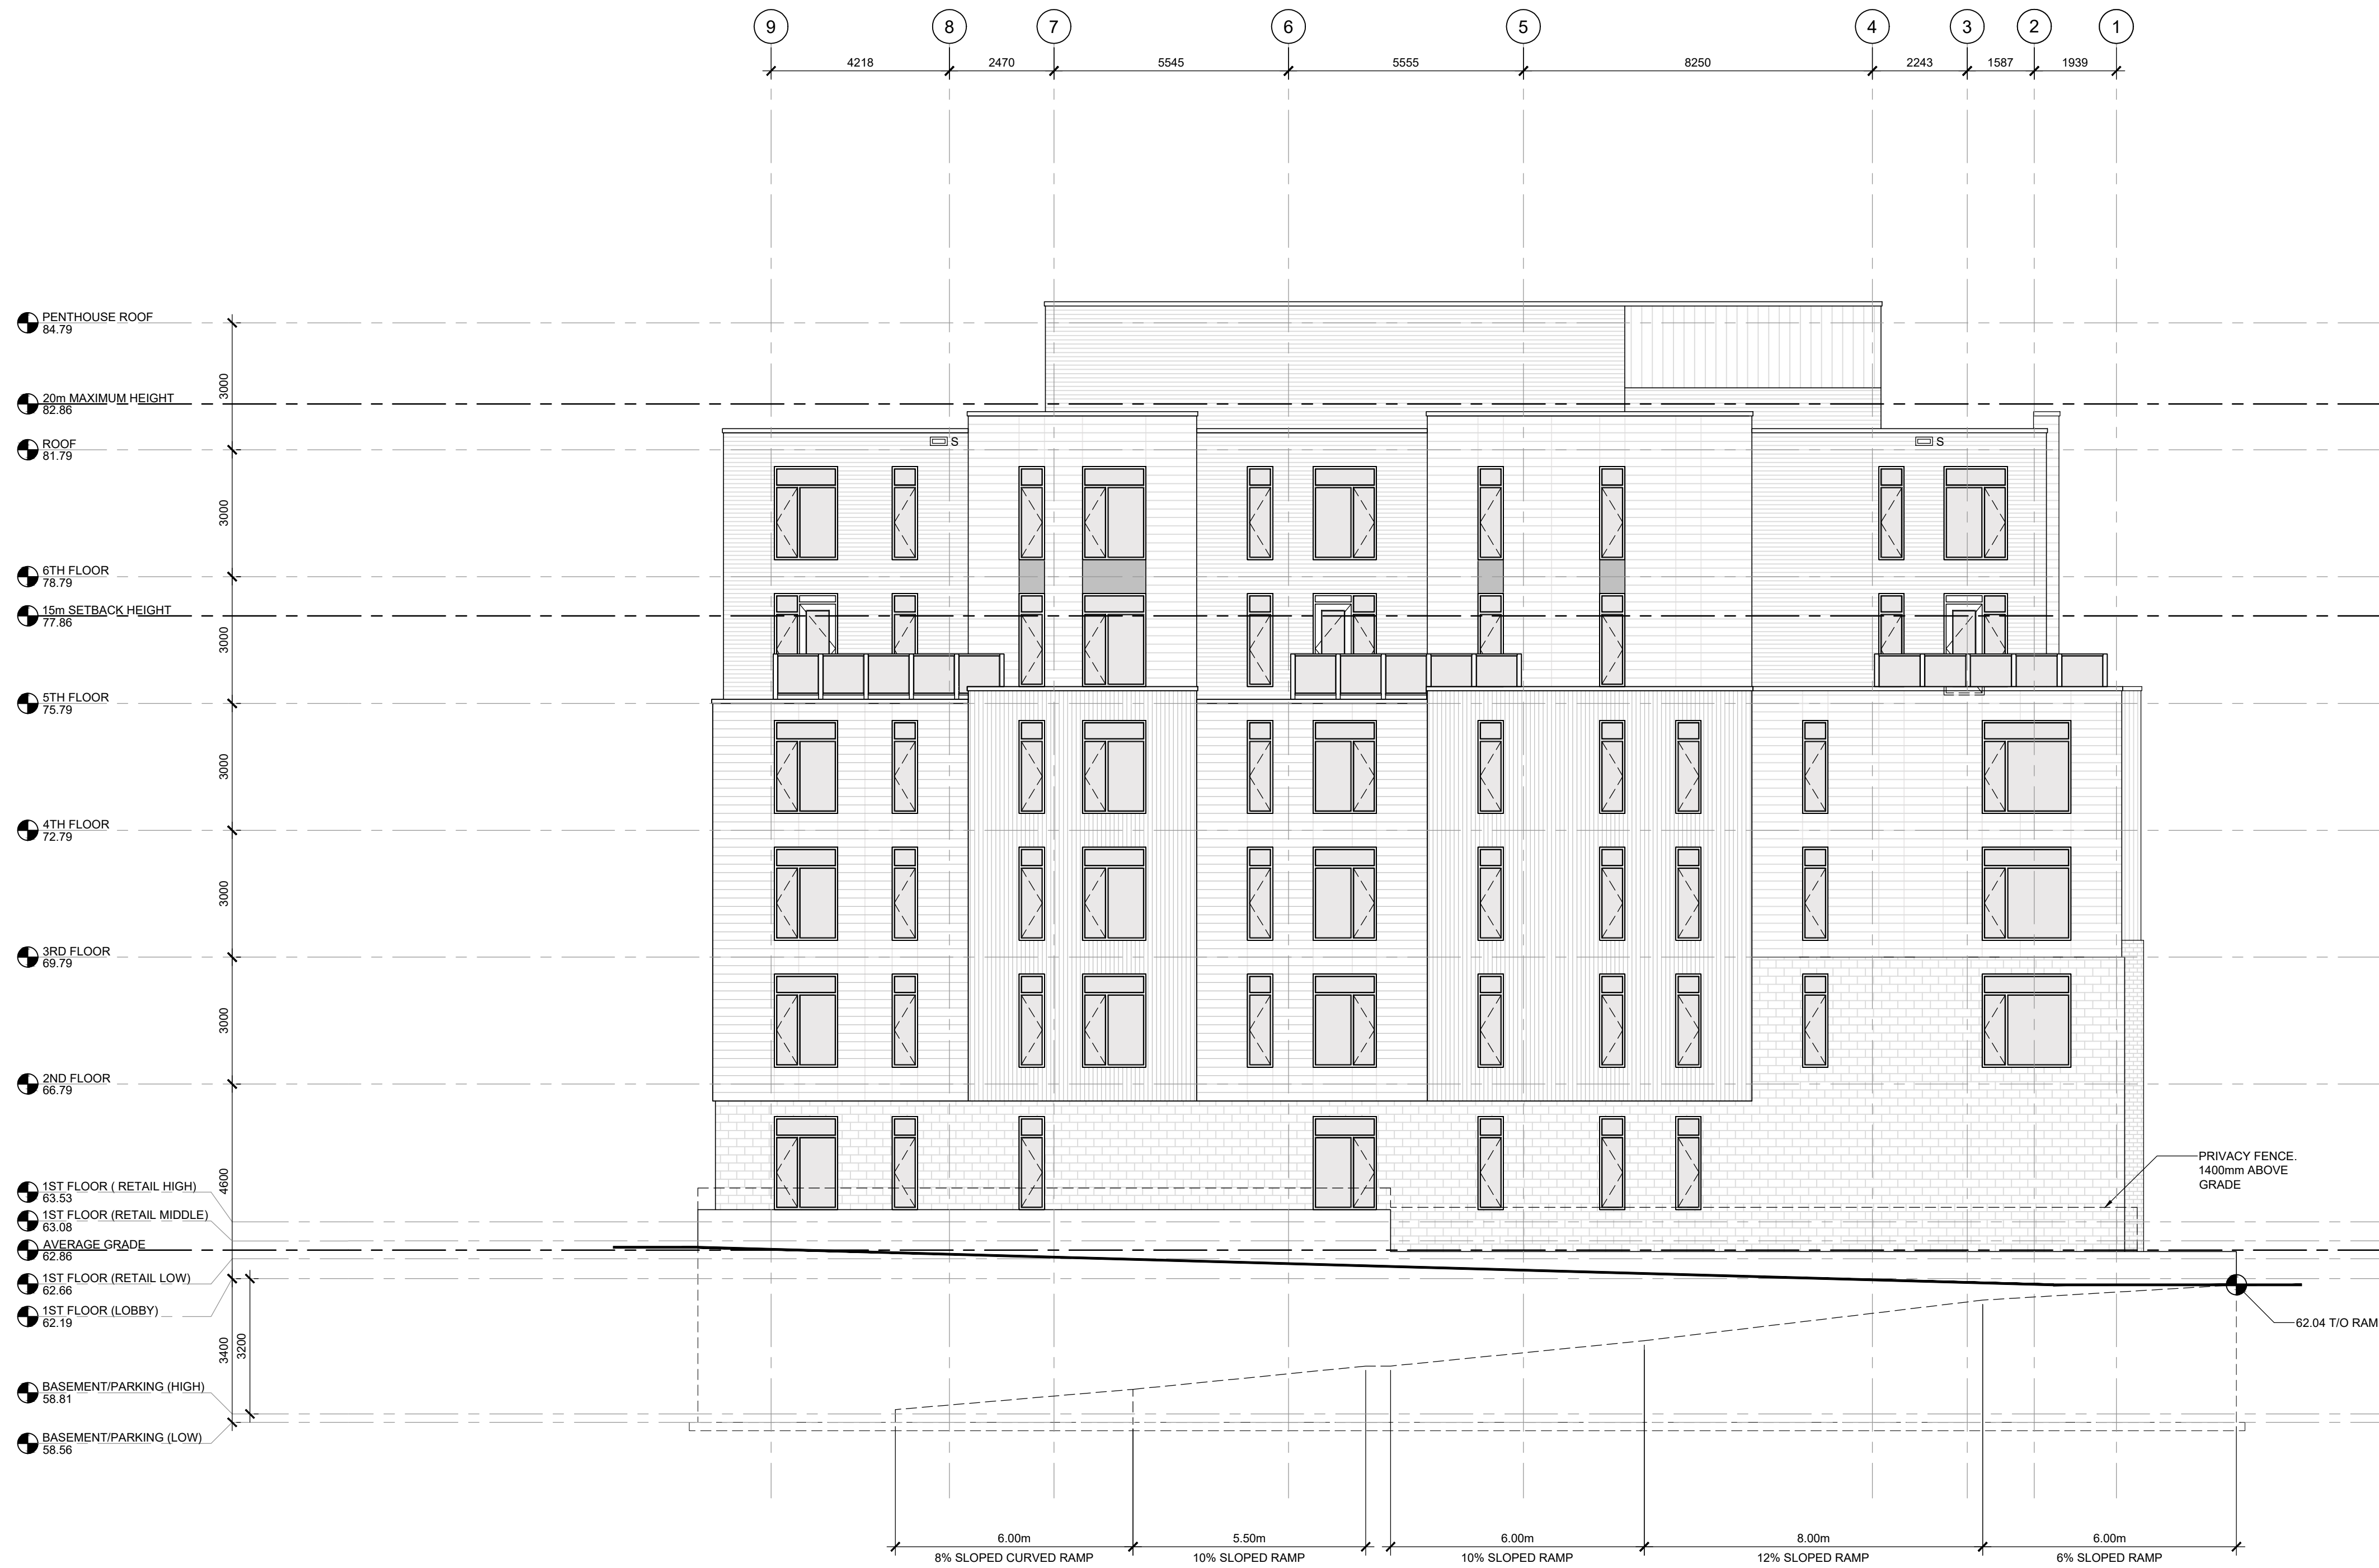 9 8 7 6 5 4 3 2 1
4218 2470 5545 5555 8250 2243 1587 1939
PENTHOUSE ROOF
84.79
3000
20m MAXIMUM HEIGHT
82.86
ROOF
81.79
S S
3000
6TH FLOOR
78.79
15m SETBACK HEIGHT
77.86
3000
5TH FLOOR
75.79
3000
4TH FLOOR
72.79
3000
3RD FLOOR
69.79
3000
2ND FLOOR
66.79
4600
PRIVACY FENCE.
1400mm ABOVE
GRADE
1ST FLOOR ( RETAIL HIGH)
63.53
1ST FLOOR (RETAIL MIDDLE)
63.08
AVERAGE GRADE
62.86
1ST FLOOR (RETAIL LOW)
62.66
1ST FLOOR (LOBBY)
62.19
62.04 T/O RAM
3400
3200
BASEMENT/PARKING (HIGH)
58.81
BASEMENT/PARKING (LOW)
58.56
6.00m 5.50m 6.00m 8.00m 6.00m
8% SLOPED CURVED RAMP 10% SLOPED RAMP 10% SLOPED RAMP 12% SLOPED RAMP 6% SLOPED RAMP